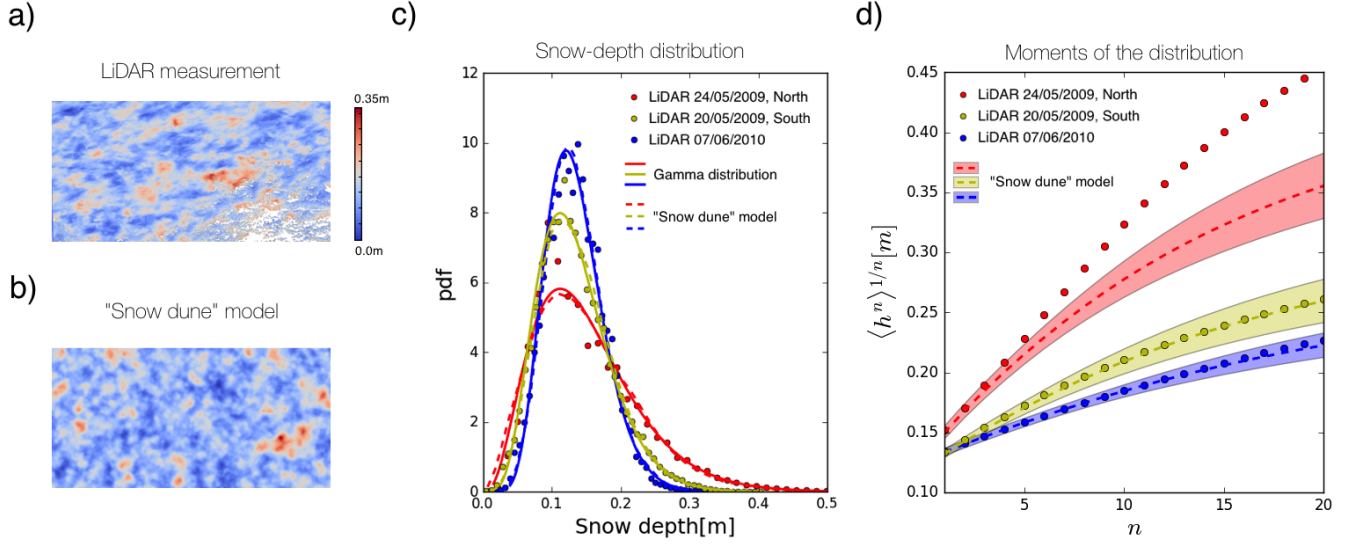 a)
LiDAR measurement
0.35m
0.0m
b)
"Snow dune" model
c)
Snow-depth distribution
12
10
8
6
4
2
0
pdf
LiDAR 24/05/2009, North
LiDAR 20/05/2009, South
LiDAR 07/06/2010
Gamma distribution
"Snow dune" model
0.0 0.1 0.2 0.3 0.4 0.5
Snow depth[m]
d)
Moments of the distribution
0.45
0.40
0.35
0.30
0.25
0.20
0.15
0.10
⟨h^n⟩^{1/n}[m]
LiDAR 24/05/2009, North
LiDAR 20/05/2009, South
LiDAR 07/06/2010
"Snow dune" model
5 10 15 20
n